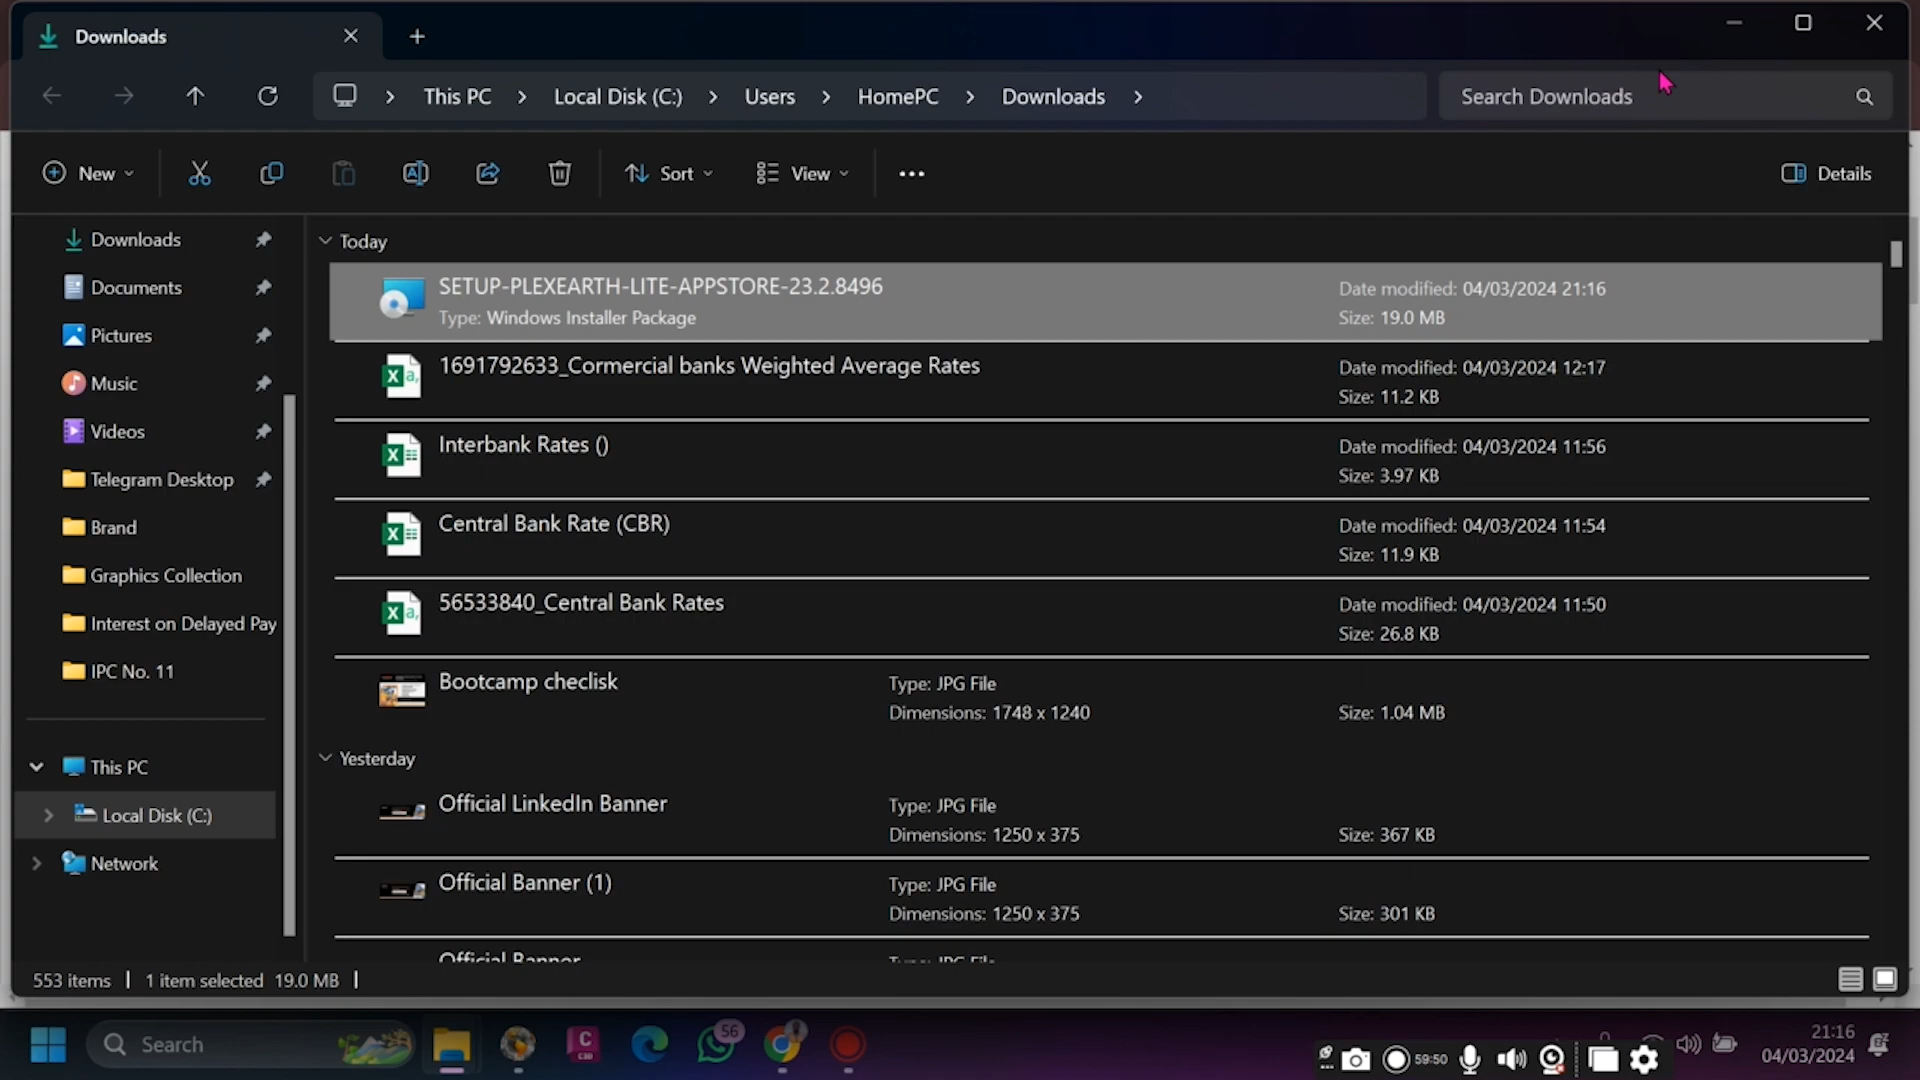 Downloads
This PC
Local Disk (C:)
Users
HomePC
Downloads
Search Downloads
New
Sort
View
Details
Downloads
Documents
Pictures
Music
Videos
Telegram Desktop
Brand
Graphics Collection
Interest on Delayed Pay
IPC No. 11
This PC
Local Disk (C:)
Network
Today
SETUP-PLEXEARTH-LITE-APPSTORE-23.2.8496
Type: Windows Installer Package
Date modified: 04/03/2024 21:16
Size: 19.0 MB
1691792633_Cormercial banks Weighted Average Rates
Date modified: 04/03/2024 12:17
Size: 11.2 KB
Interbank Rates ()
Date modified: 04/03/2024 11:56
Size: 3.97 KB
Central Bank Rate (CBR)
Date modified: 04/03/2024 11:54
Size: 11.9 KB
56533840_Central Bank Rates
Date modified: 04/03/2024 11:50
Size: 26.8 KB
Bootcamp checlisk
Type: JPG File
Dimensions: 1748 x 1240
Size: 1.04 MB
Yesterday
Official LinkedIn Banner
Type: JPG File
Dimensions: 1250 x 375
Size: 367 KB
Official Banner (1)
Type: JPG File
Dimensions: 1250 x 375
Size: 301 KB
Official Banner
Type: JPG File
553 items
1 item selected 19.0 MB
Search
C
C3D
56
59:50
21:16
04/03/2024